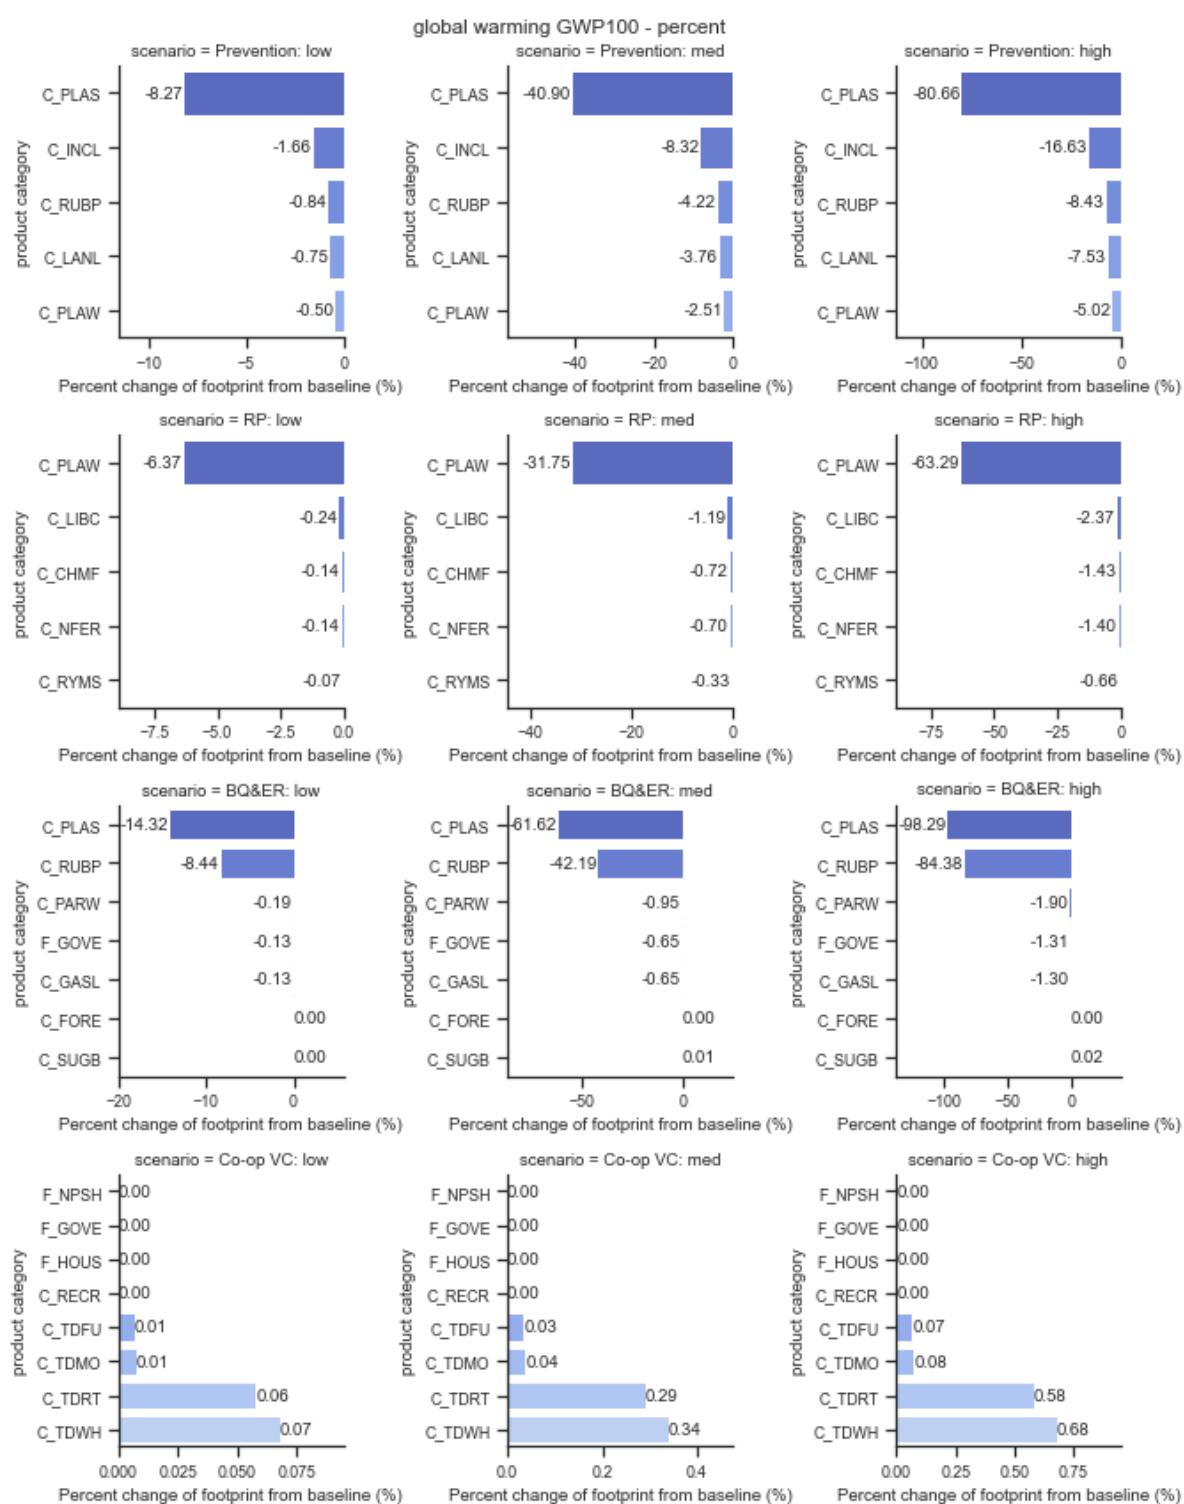 global warming GWP100 - percent
scenario = Prevention: low
C_PLAS
-8.27
C_INCL
-1.66
C_RUBP
-0.84
C_LANL
-0.75
C_PLAW
-0.50
product category
−10
−5
0
Percent change of footprint from baseline (%)
scenario = Prevention: med
C_PLAS
-40.90
C_INCL
-8.32
C_RUBP
-4.22
C_LANL
-3.76
C_PLAW
-2.51
product category
−40
−20
0
Percent change of footprint from baseline (%)
scenario = Prevention: high
C_PLAS
-80.66
C_INCL
-16.63
C_RUBP
-8.43
C_LANL
-7.53
C_PLAW
-5.02
product category
−100
−50
0
Percent change of footprint from baseline (%)
scenario = RP: low
C_PLAW
-6.37
C_LIBC
-0.24
C_CHMF
-0.14
C_NFER
-0.14
C_RYMS
-0.07
product category
−7.5
−5.0
−2.5
0.0
Percent change of footprint from baseline (%)
scenario = RP: med
C_PLAW
-31.75
C_LIBC
-1.19
C_CHMF
-0.72
C_NFER
-0.70
C_RYMS
-0.33
product category
−40
−20
0
Percent change of footprint from baseline (%)
scenario = RP: high
C_PLAW
-63.29
C_LIBC
-2.37
C_CHMF
-1.43
C_NFER
-1.40
C_RYMS
-0.66
product category
−75
−50
−25
0
Percent change of footprint from baseline (%)
scenario = BQ&ER: low
C_PLAS
-14.32
C_RUBP
-8.44
C_PARW
-0.19
F_GOVE
-0.13
C_GASL
-0.13
C_FORE
0.00
C_SUGB
0.00
product category
−20
−10
0
Percent change of footprint from baseline (%)
scenario = BQ&ER: med
C_PLAS
-61.62
C_RUBP
-42.19
C_PARW
-0.95
F_GOVE
-0.65
C_GASL
-0.65
C_FORE
0.00
C_SUGB
0.01
product category
−50
0
Percent change of footprint from baseline (%)
scenario = BQ&ER: high
C_PLAS
-98.29
C_RUBP
-84.38
C_PARW
-1.90
F_GOVE
-1.31
C_GASL
-1.30
C_FORE
0.00
C_SUGB
0.02
product category
−100
−50
0
Percent change of footprint from baseline (%)
scenario = Co-op VC: low
F_NPSH
0.00
F_GOVE
0.00
F_HOUS
0.00
C_RECR
0.00
C_TDFU
0.01
C_TDMO
0.01
C_TDRT
0.06
C_TDWH
0.07
product category
0.000
0.025
0.050
0.075
Percent change of footprint from baseline (%)
scenario = Co-op VC: med
F_NPSH
0.00
F_GOVE
0.00
F_HOUS
0.00
C_RECR
0.00
C_TDFU
0.03
C_TDMO
0.04
C_TDRT
0.29
C_TDWH
0.34
product category
0.0
0.2
0.4
Percent change of footprint from baseline (%)
scenario = Co-op VC: high
F_NPSH
0.00
F_GOVE
0.00
F_HOUS
0.00
C_RECR
0.00
C_TDFU
0.07
C_TDMO
0.08
C_TDRT
0.58
C_TDWH
0.68
product category
0.00
0.25
0.50
0.75
Percent change of footprint from baseline (%)